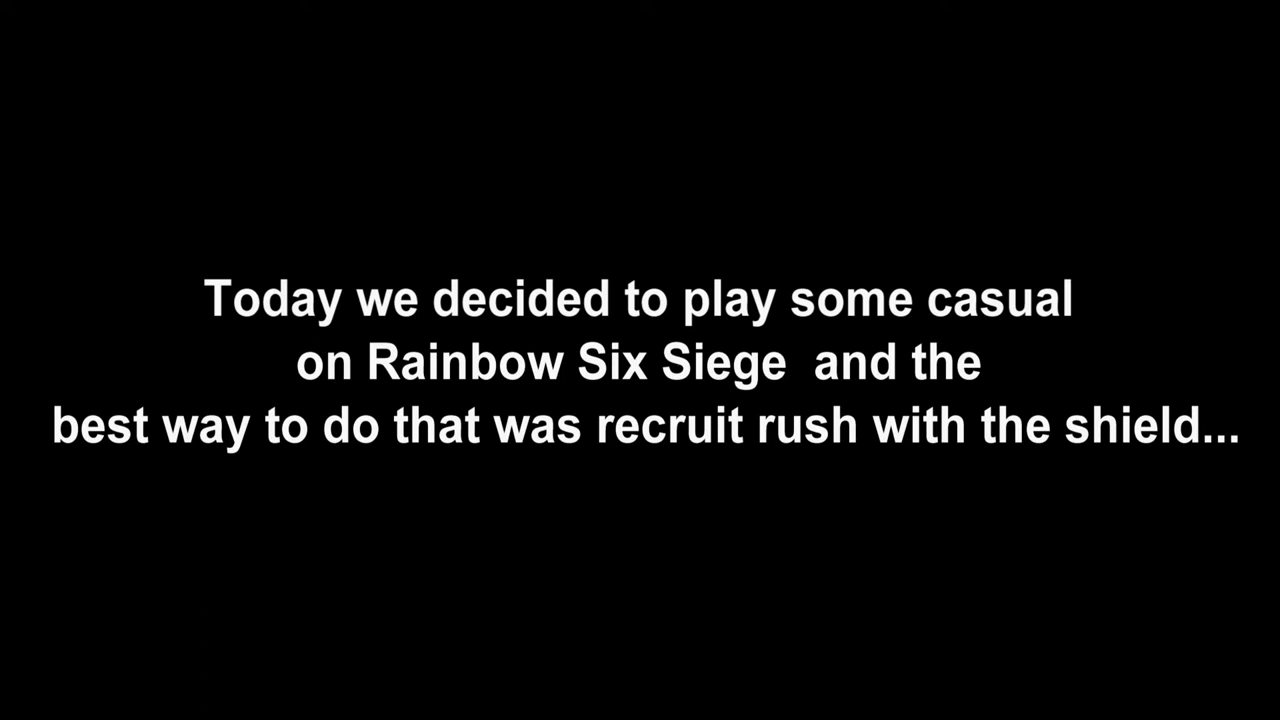 Today we decided to play some casual
on Rainbow Six Siege  and the
best way to do that was recruit rush with the shield...